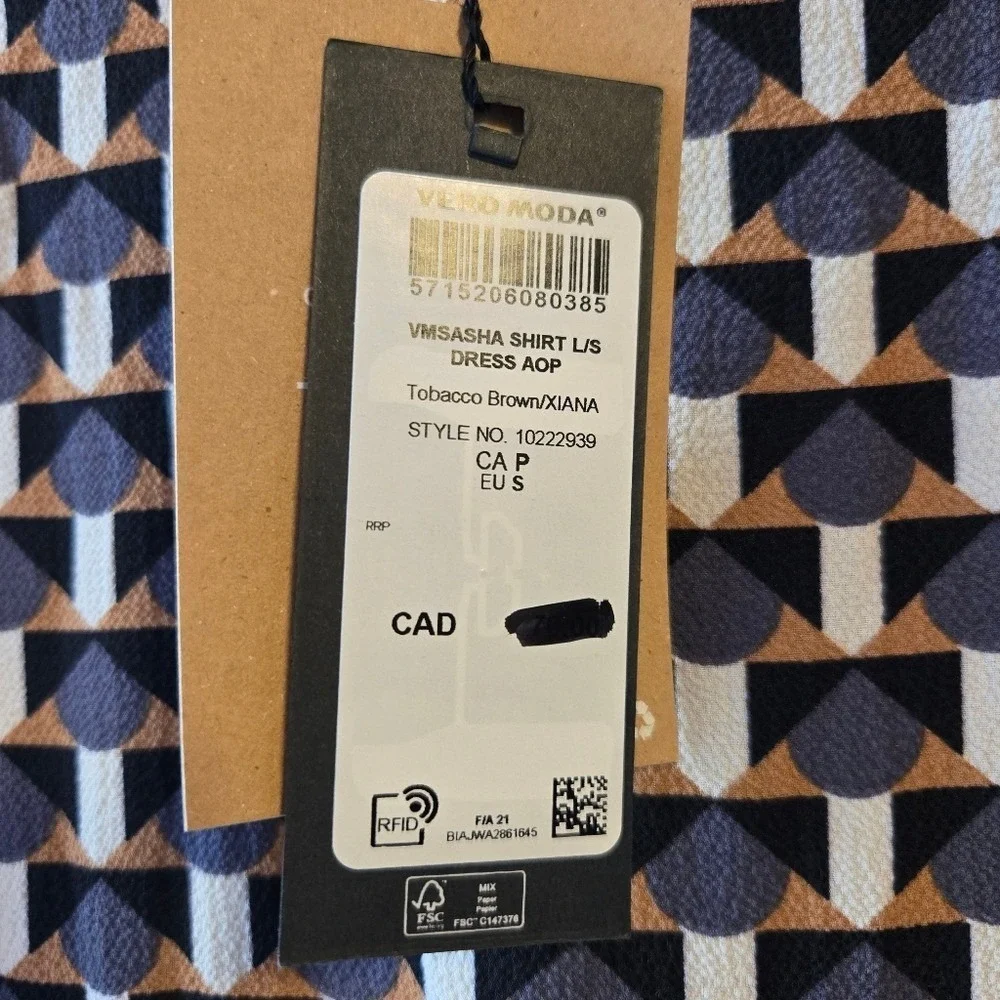 VERO MODA®
5715206080385
VMSASHA SHIRT L/S
DRESS AOP
Tobacco Brown/XIANA
STYLE NO. 10222939
CA P
EU S
RRP
CAD
RFID
F/A 21
BIAJWA2861645
FSC
MIX
Paper
Papier
FSC™ C147376